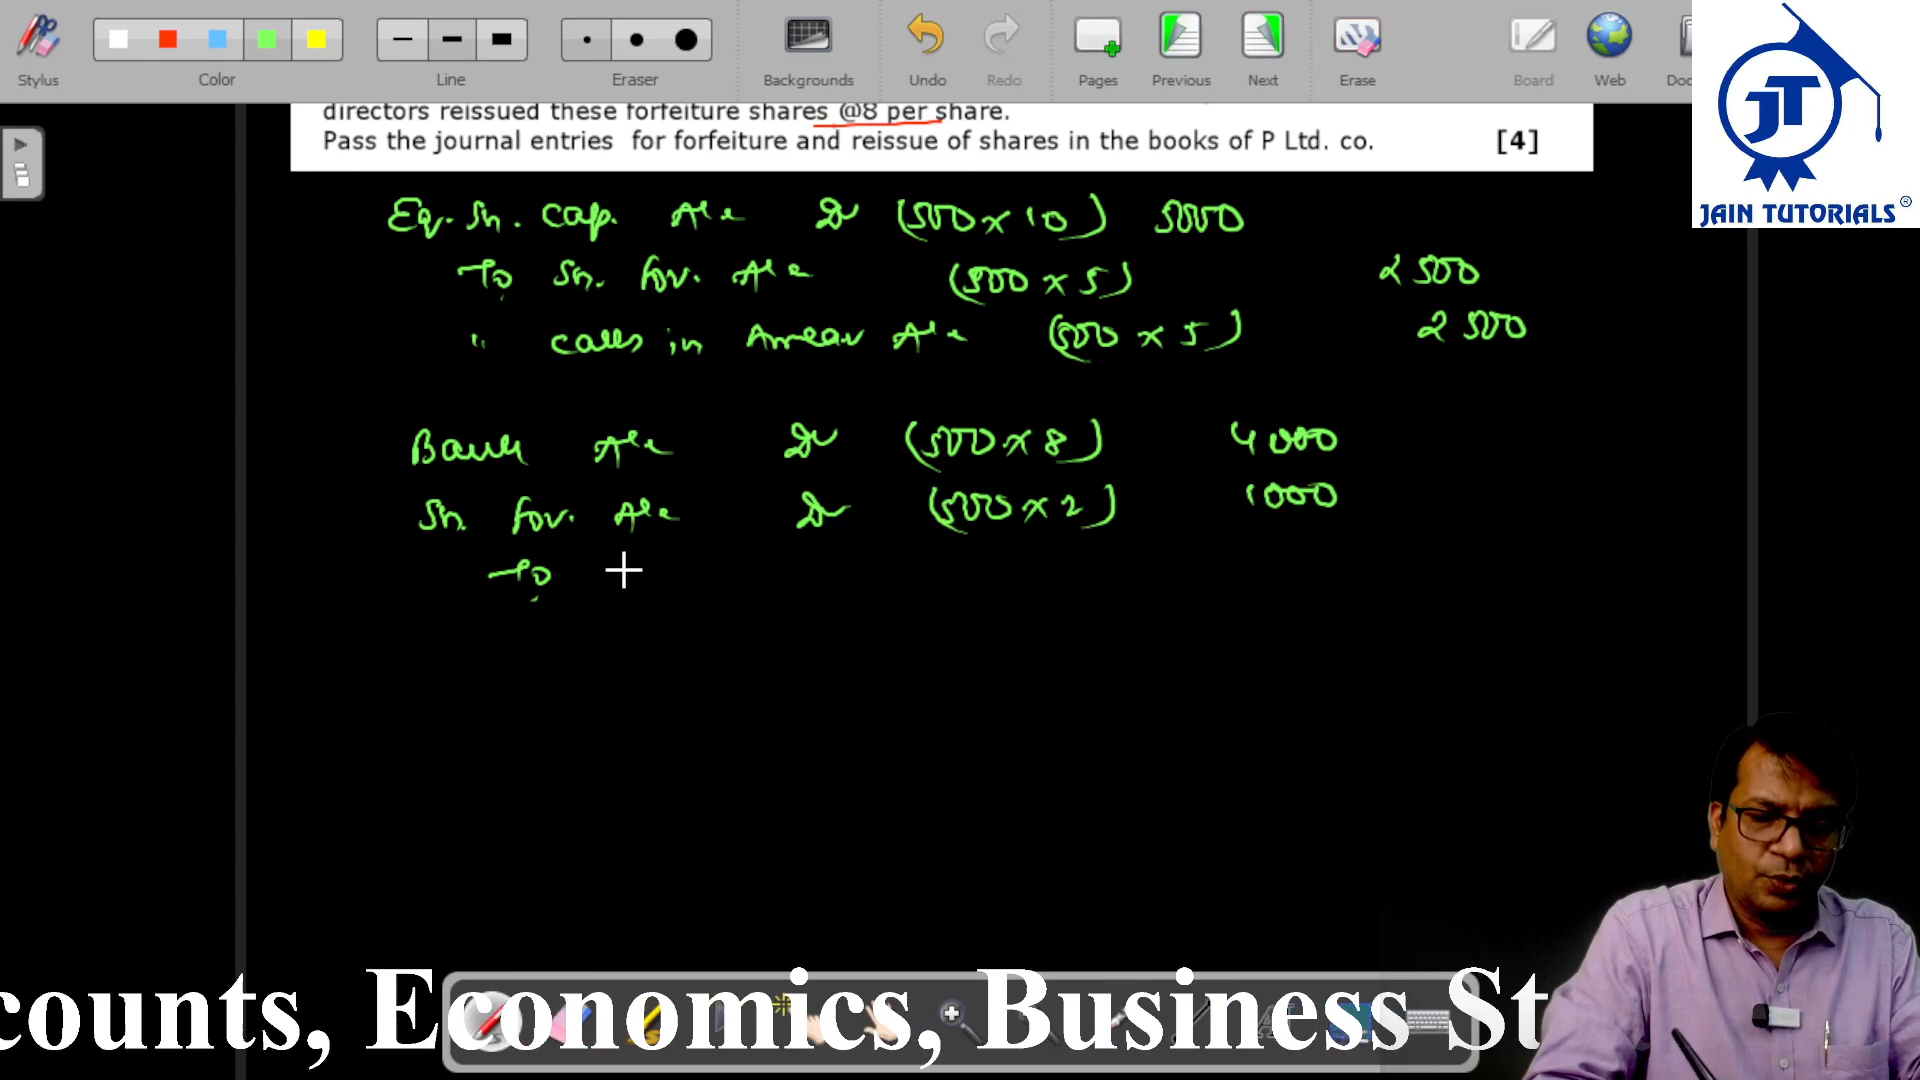 Stylus
Color
Line
Eraser
Backgrounds
Undo
Redo
Pages
Previous
Next
Erase
Board
Web
JT
JAIN TUTORIALS®
directors reissued these forfeiture shares @8 per share.
Pass the journal entries for forfeiture and reissue of shares in the books of P Ltd. co. [4]
Eq. Sh. cap. A/c Dr (500 x 10) 5000
To Sh. for. A/c (500 x 5) 2500
" calls in Arrear A/c (500 x 5) 2500
Bank A/c Dr (500 x 8) 4000
Sh. for. A/c Dr (500 x 2) 1000
To
counts, Economics, Business St